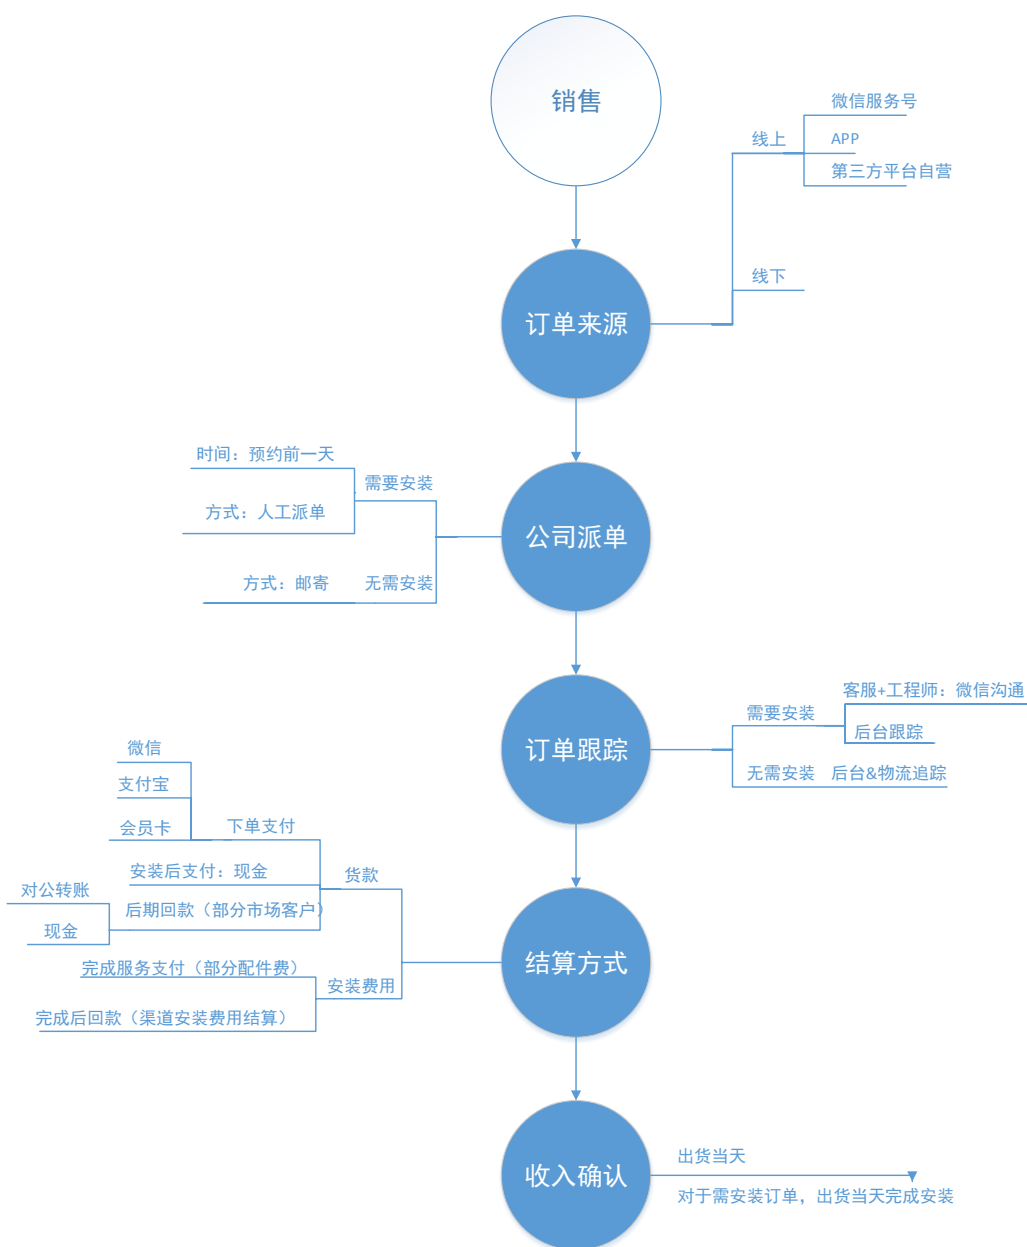 销售
微信服务号
线上
APP
第三方平台自营
线下
订单来源
时间：预约前一天
需要安装
方式：人工派单
公司派单
方式：邮寄
无需安装
客服+工程师：微信沟通
需要安装
后台跟踪
订单跟踪
无需安装
后台&物流追踪
微信
支付宝
会员卡
下单支付
安装后支付：现金
货款
对公转账
后期回款（部分市场客户）
现金
结算方式
完成服务支付（部分配件费）
安装费用
完成后回款（渠道安装费用结算）
出货当天
收入确认
对于需安装订单，出货当天完成安装